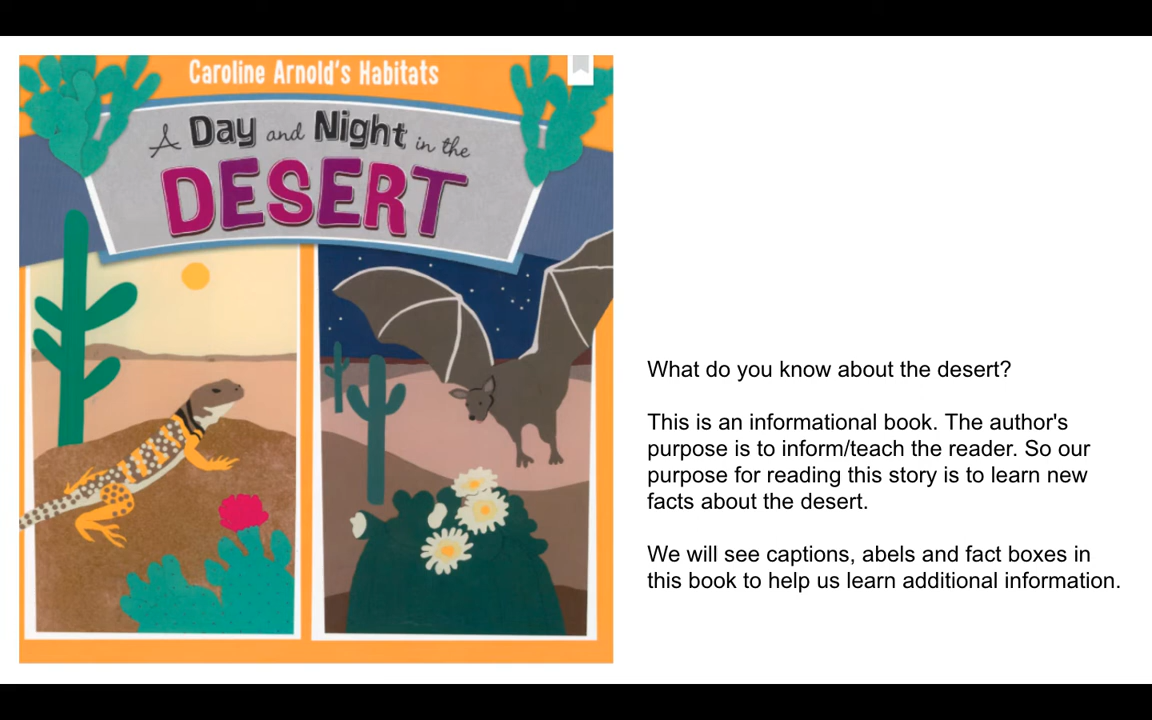 Caroline Arnold's Habitats
A Day and Night in the
DESERT
What do you know about the desert?
This is an informational book. The author's
purpose is to inform/teach the reader. So our
purpose for reading this story is to learn new
facts about the desert.
We will see captions, abels and fact boxes in
this book to help us learn additional information.